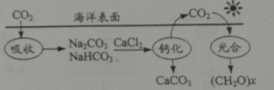 CO₂ 海洋表面 CO₂
吸收 Na₂CO₃ CaCl₂ 钙化 光合
NaHCO₃
CaCO₃ (CH₂O)x